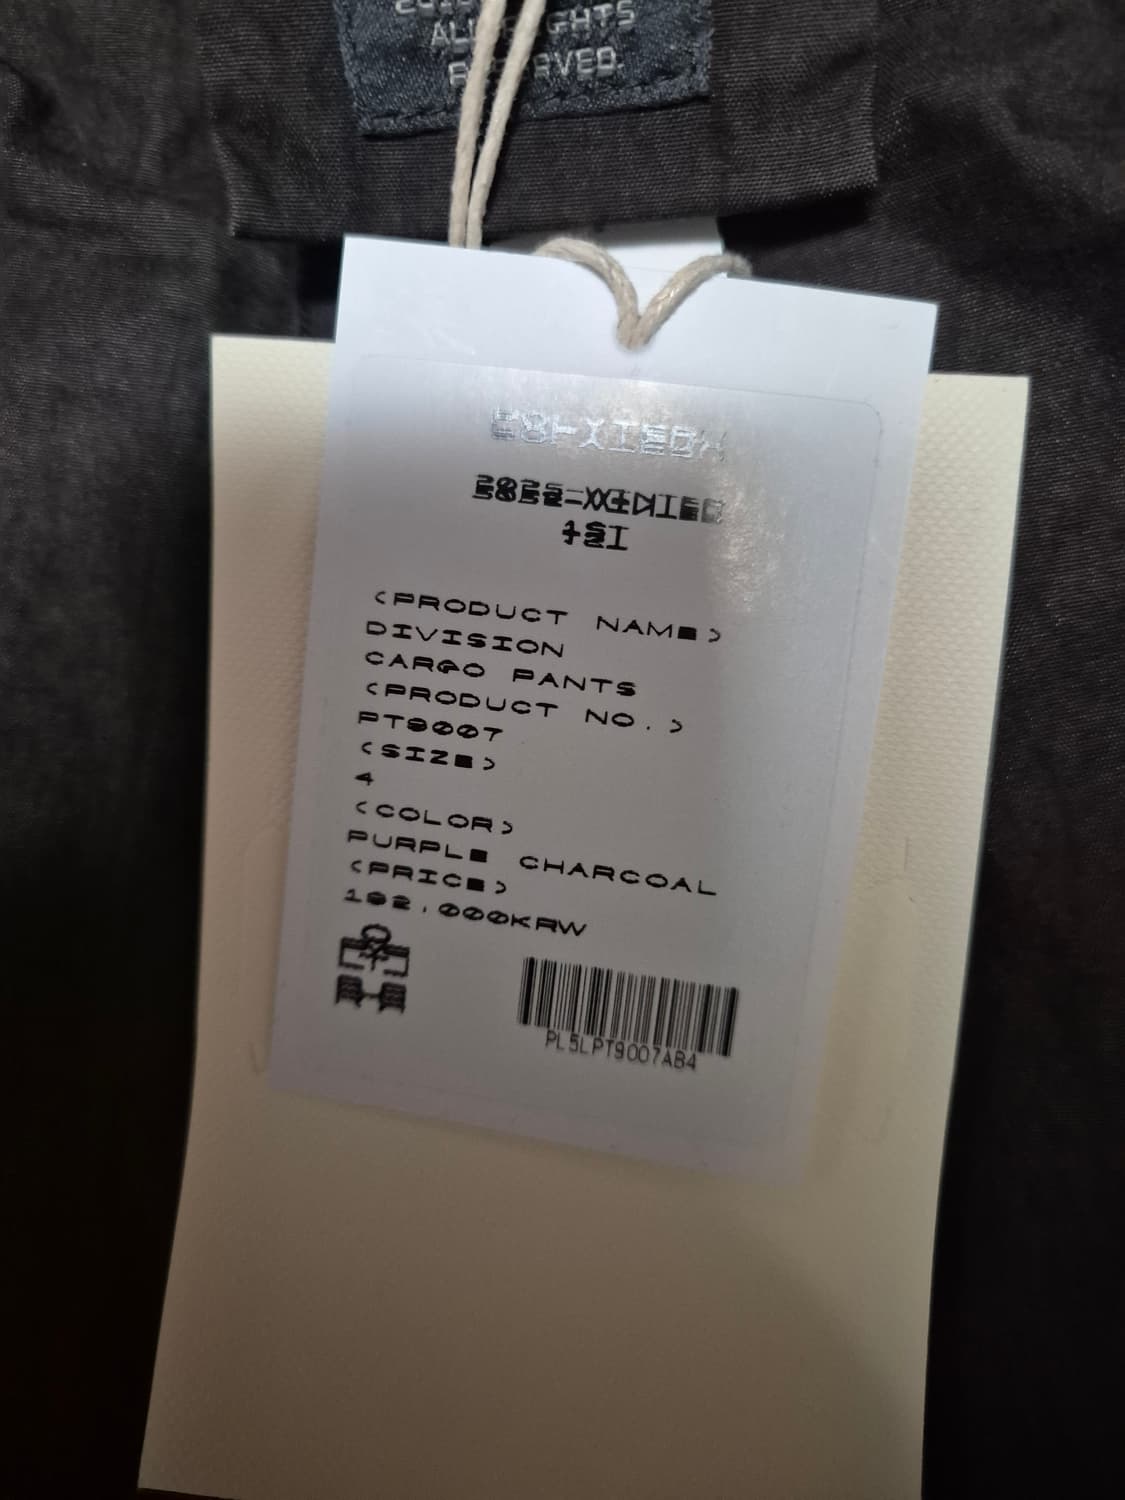 ALL RIGHTS
RESERVED.
<PRODUCT NAME>
DIVISION
CARGO PANTS
<PRODUCT NO.>
PT9007
<SIZE>
4
<COLOR>
PURPLE CHARCOAL
<PRICE>
192.000KRW
PL5LPT9007AB4